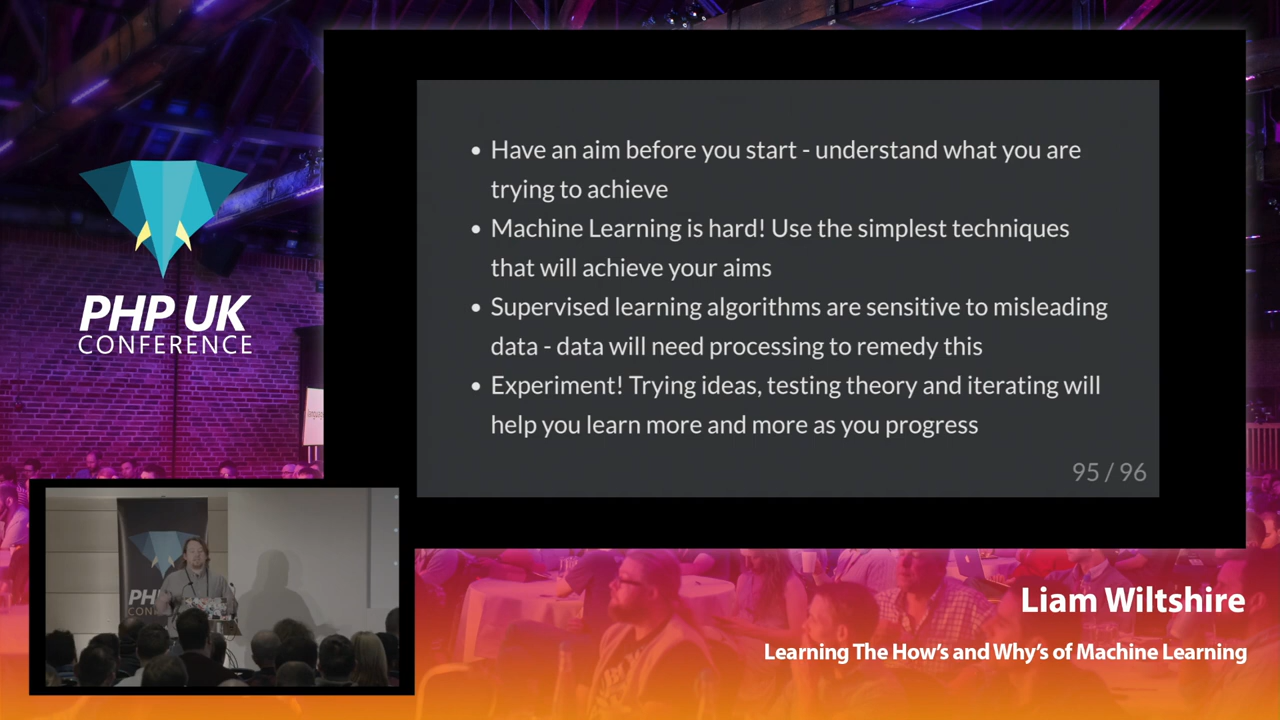 PHP UK
CONFERENCE
Have an aim before you start - understand what you are
trying to achieve
Machine Learning is hard! Use the simplest techniques
that will achieve your aims
Supervised learning algorithms are sensitive to misleading
data - data will need processing to remedy this
Experiment! Trying ideas, testing theory and iterating will
help you learn more and more as you progress
95 / 96
Liam Wiltshire
Learning The How's and Why's of Machine Learning